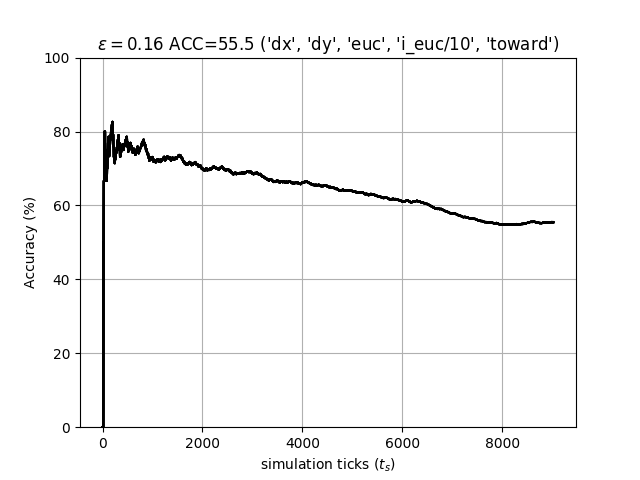 ε = 0.16 ACC=55.5 ('dx', 'dy', 'euc', 'i_euc/10', 'toward')
100
80
60
40
20
0
Accuracy (%)
0 2000 4000 6000 8000
simulation ticks (tₛ)